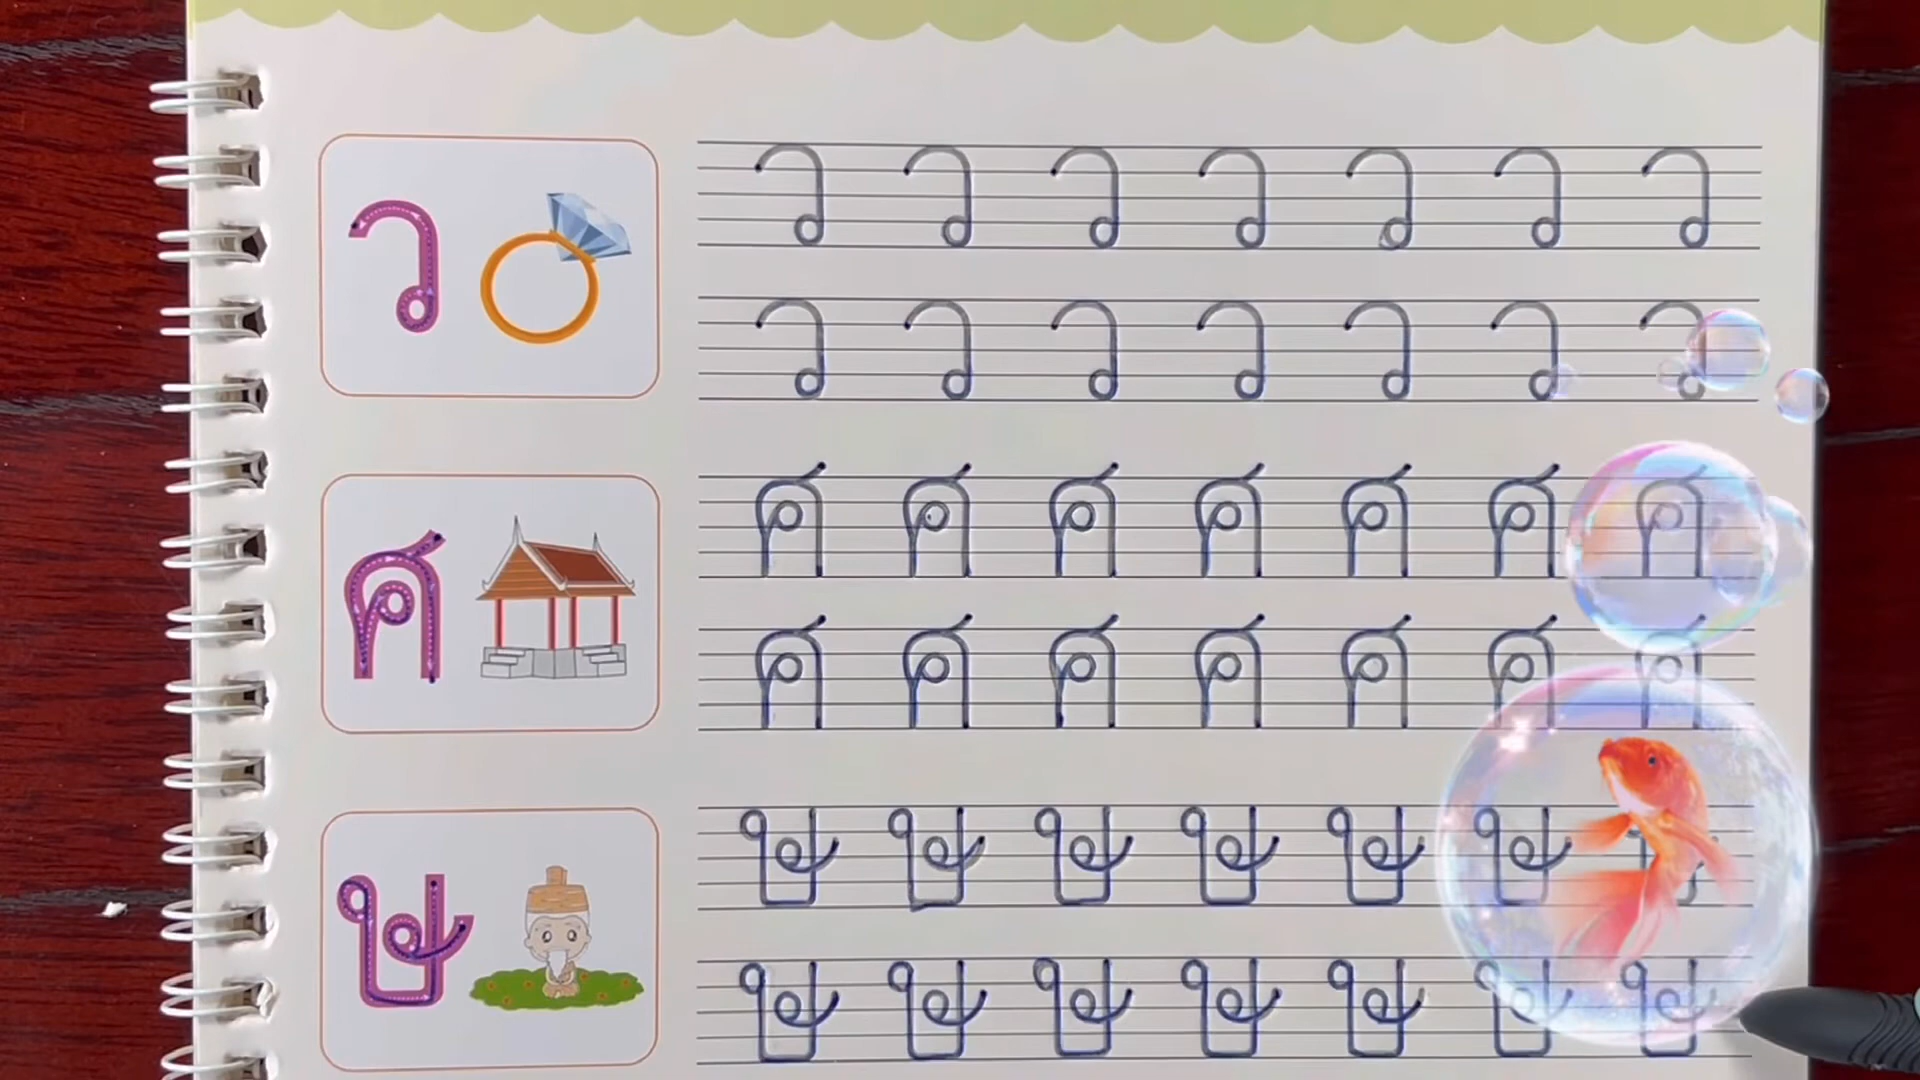 ว
ว ว ว ว ว ว ว
ว ว ว ว ว ว ว
ศ
ศ ศ ศ ศ ศ ศ ศ
ศ ศ ศ ศ ศ ศ ศ
ษ
ษ ษ ษ ษ ษ ษ ษ
ษ ษ ษ ษ ษ ษ ษ